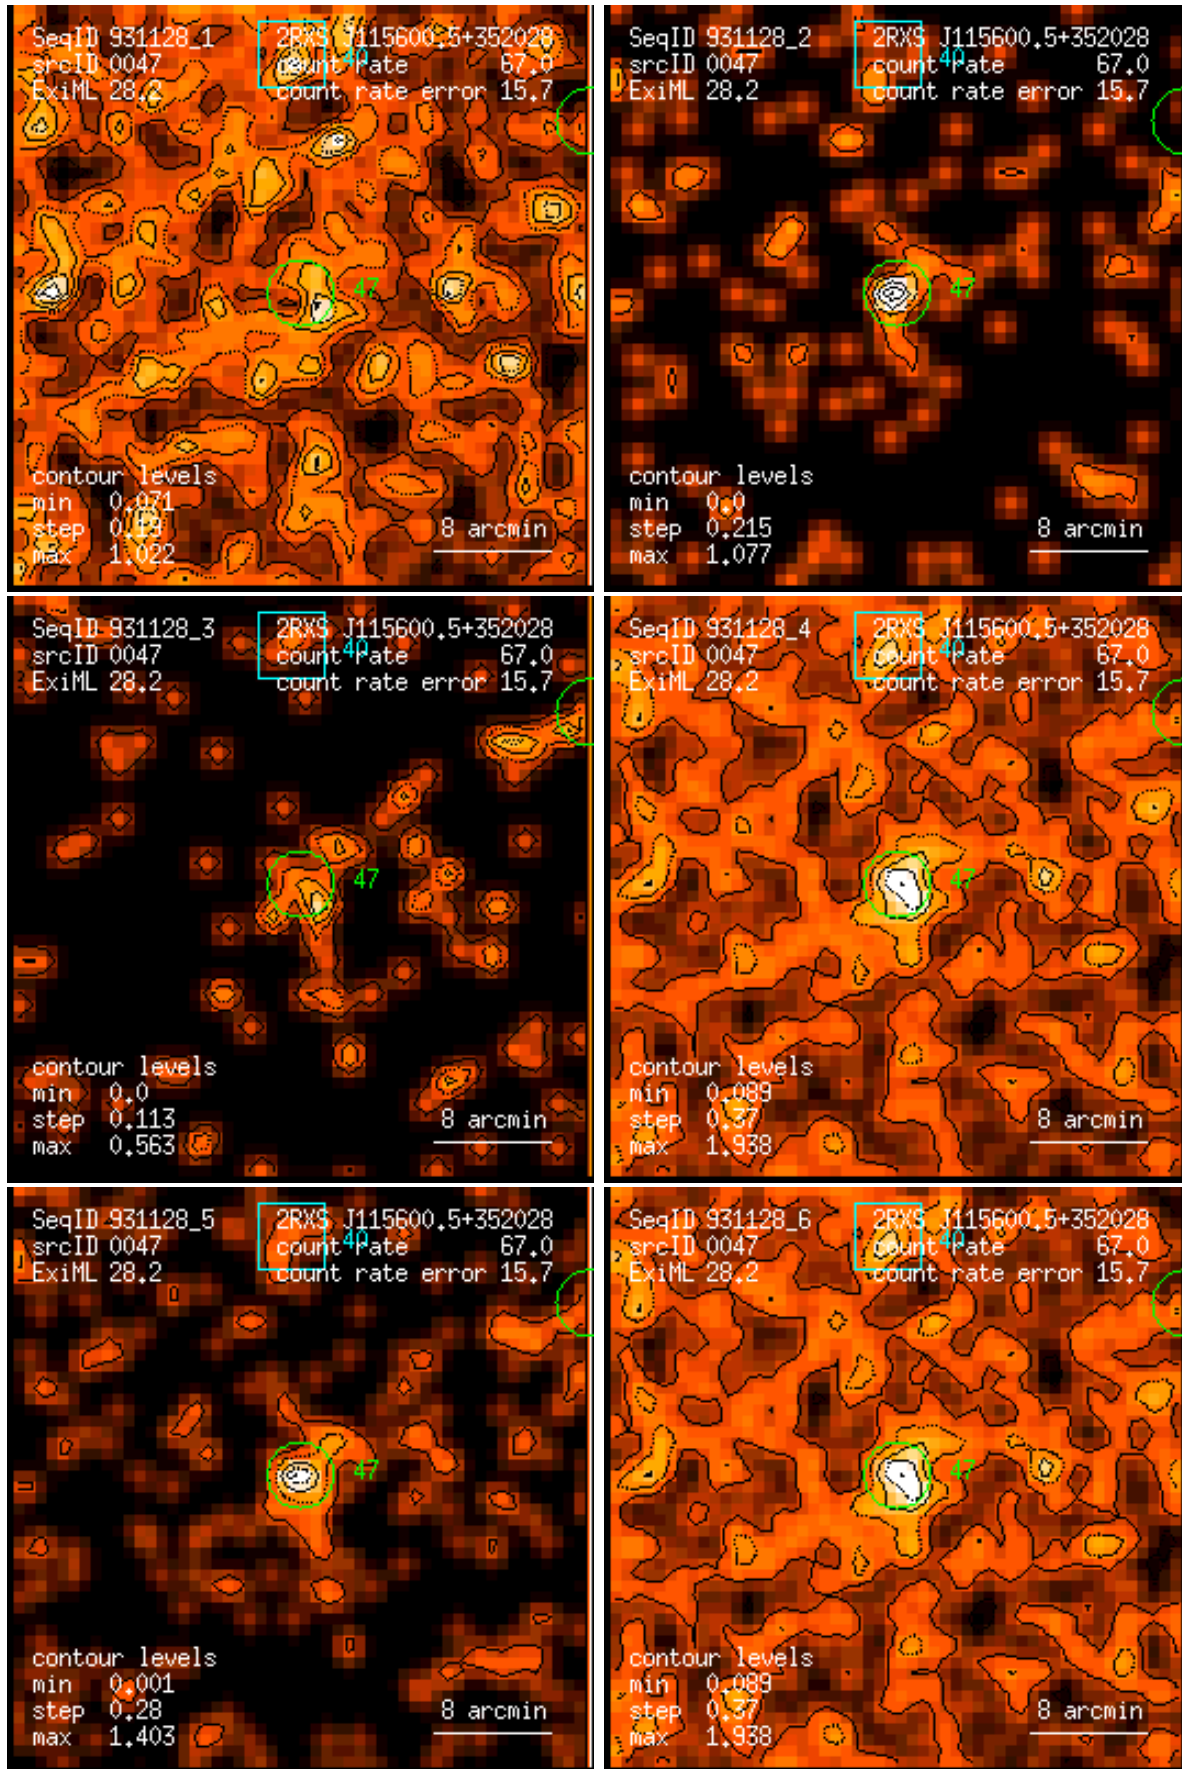 SeqID 931128_1 2RXS J115600.5+352028
srcID 0047 count rate 40 67.0
ExiML 28.2 count rate error 15.7
47
contour levels
min 0.071
step 0.19
max 1.022
8 arcmin
SeqID 931128_2 2RXS J115600.5+352028
srcID 0047 count rate 40 67.0
ExiML 28.2 count rate error 15.7
47
contour levels
min 0.0
step 0.215
max 1.077
8 arcmin
SeqID 931128_3 2RXS J115600.5+352028
srcID 0047 count rate 40 67.0
ExiML 28.2 count rate error 15.7
47
contour levels
min 0.0
step 0.113
max 0.563
8 arcmin
SeqID 931128_4 2RXS J115600.5+352028
srcID 0047 count rate 40 67.0
ExiML 28.2 count rate error 15.7
47
contour levels
min 0.089
step 0.37
max 1.938
8 arcmin
SeqID 931128_5 2RXS J115600.5+352028
srcID 0047 count rate 40 67.0
ExiML 28.2 count rate error 15.7
47
contour levels
min 0.001
step 0.28
max 1.403
8 arcmin
SeqID 931128_6 2RXS J115600.5+352028
srcID 0047 count rate 40 67.0
ExiML 28.2 count rate error 15.7
47
contour levels
min 0.089
step 0.37
max 1.938
8 arcmin